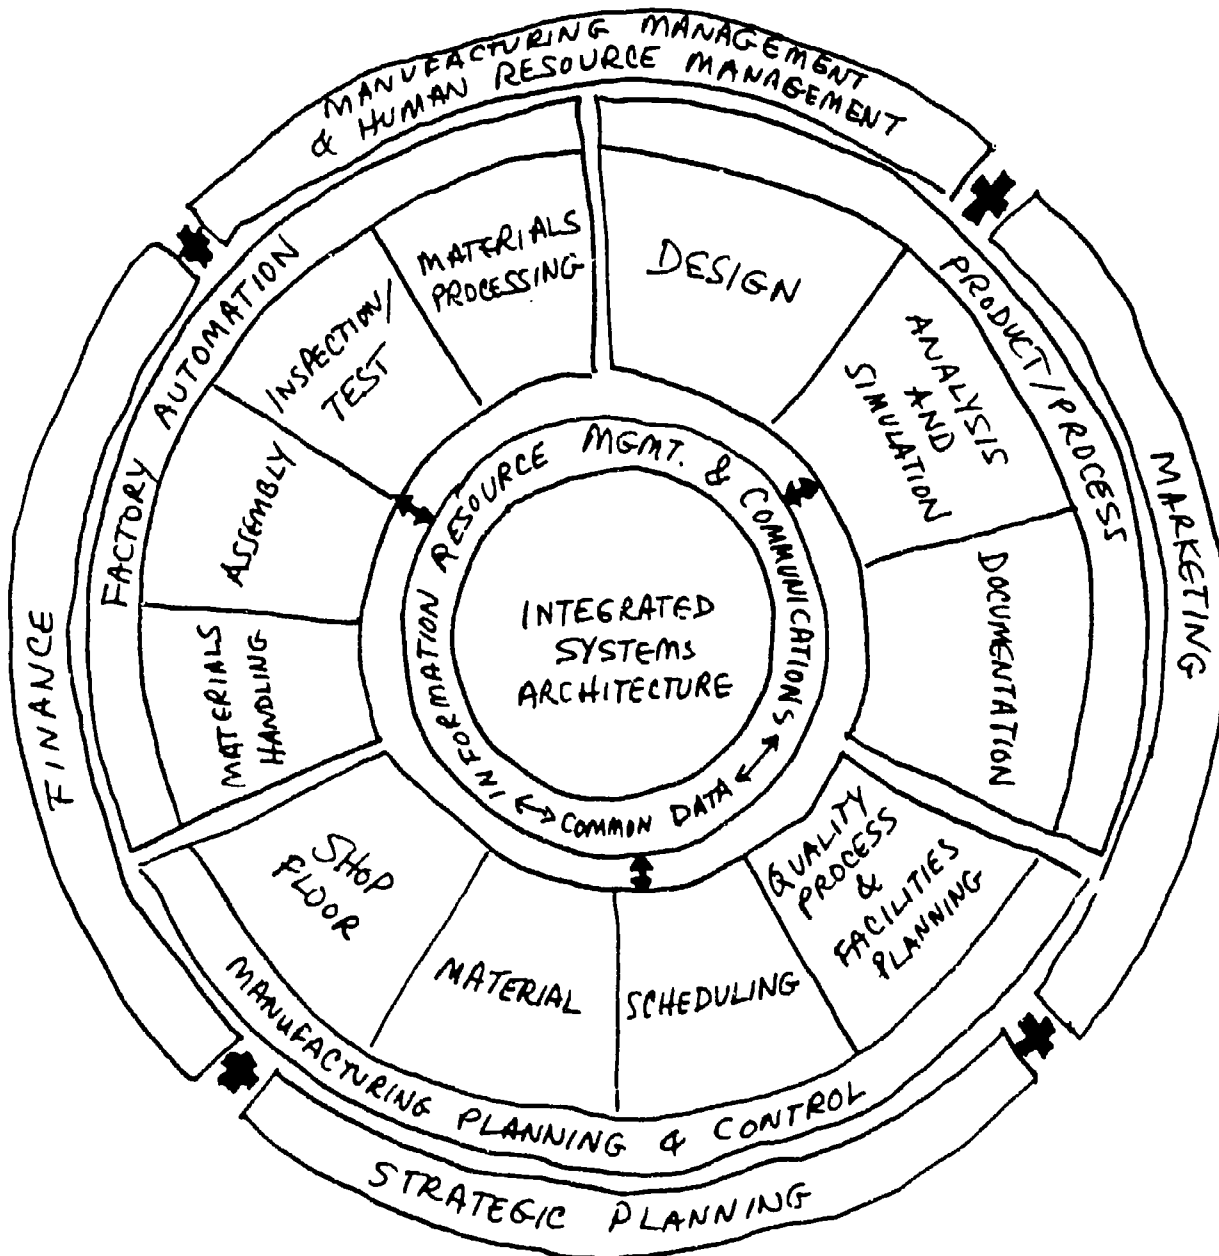 MANUFACTURING MANAGEMENT
& HUMAN RESOURCE MANAGEMENT
FINANCE
MARKETING
STRATEGIC PLANNING
FACTORY AUTOMATION
PRODUCT/PROCESS
MANUFACTURING PLANNING & CONTROL
MATERIALS
PROCESSING
INSPECTION/
TEST
ASSEMBLY
MATERIALS
HANDLING
DESIGN
ANALYSIS
AND
SIMULATION
DOCUMENTATION
SHOP
FLOOR
MATERIAL
SCHEDULING
QUALITY
PROCESS
&
FACILITIES
PLANNING
INFORMATION RESOURCE MGMT. & COMMUNICATIONS
COMMON DATA
INTEGRATED
SYSTEMS
ARCHITECTURE